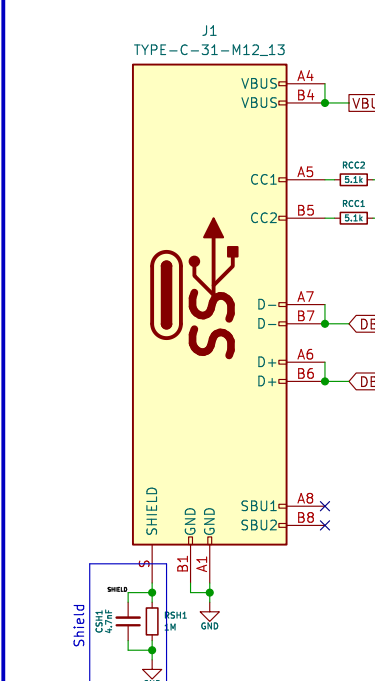 J1
TYPE-C-31-M12_13
VBUS A4
VBUS B4
VBU
CC1 A5
RCC2
5.1k
CC2 B5
RCC1
5.1k
D- A7
D- B7
DE
D+ A6
D+ B6
DE
SS
SBU1 A8
SBU2 B8
SHIELD
GND
GND
S
B1
A1
SHIELD
Shield
CSH1
4.7nF
RSH1
1M
GND